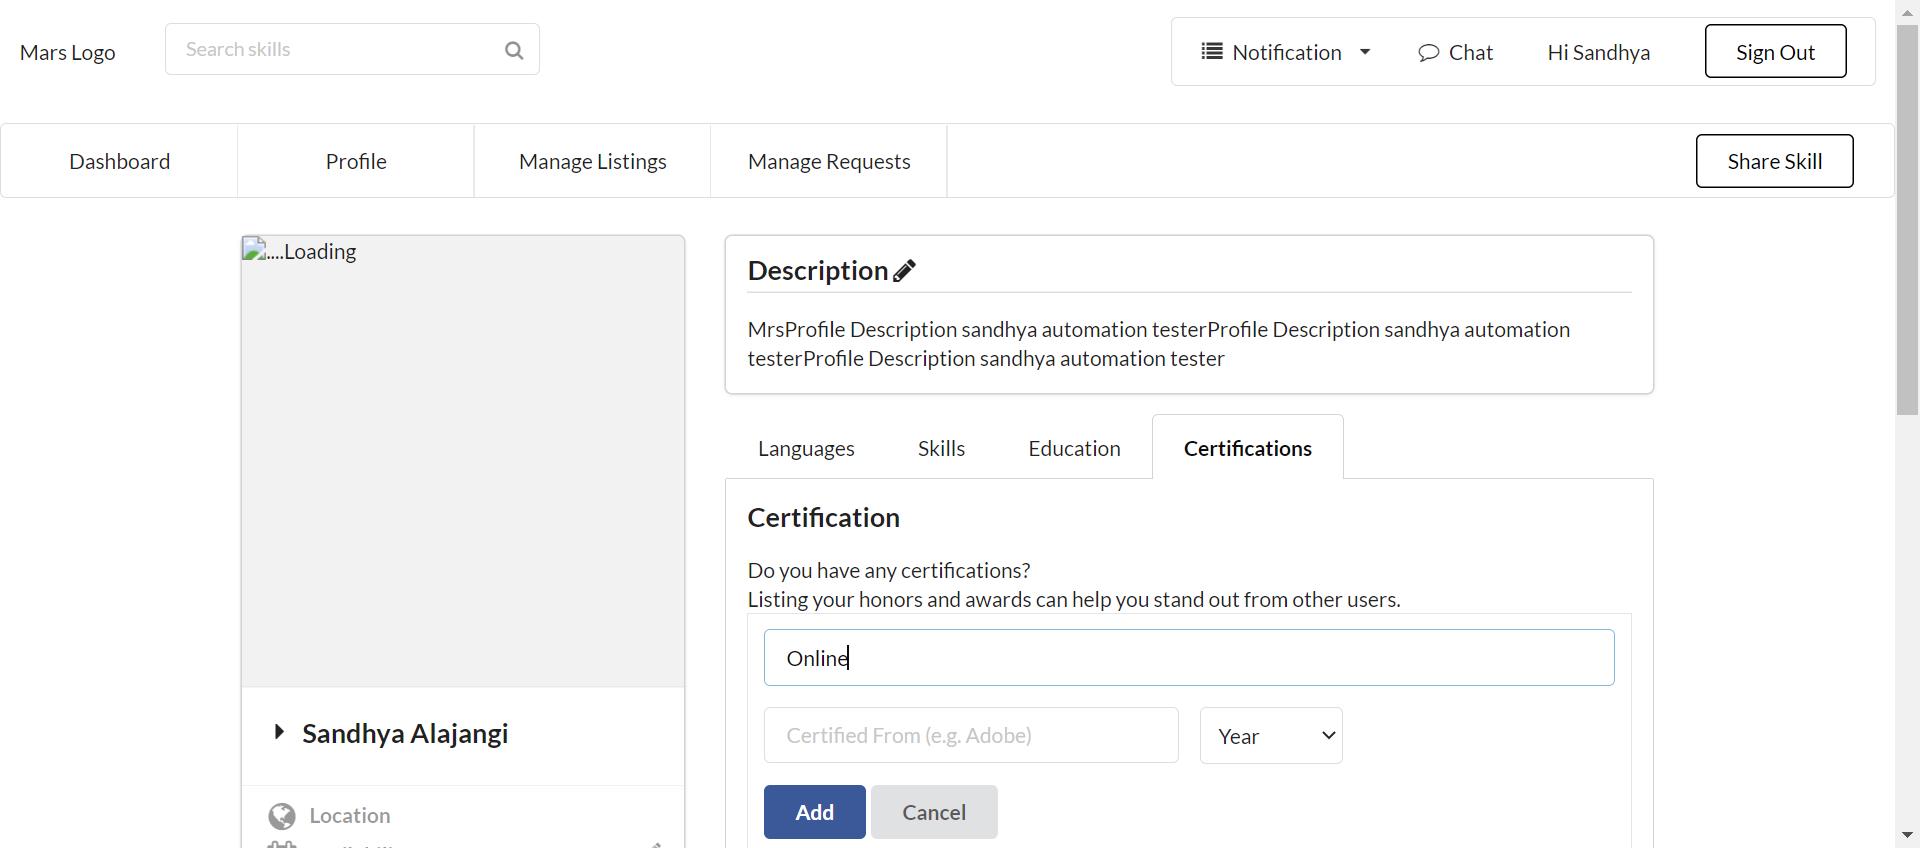 Mars Logo
Search skills
Notification
Chat
Hi Sandhya
Sign Out
Dashboard
Profile
Manage Listings
Manage Requests
Share Skill
....Loading
Description
MrsProfile Description sandhya automation testerProfile Description sandhya automation
testerProfile Description sandhya automation tester
Languages
Skills
Education
Certifications
Certification
Do you have any certifications?
Listing your honors and awards can help you stand out from other users.
Online
Certified From (e.g. Adobe)
Year
Add
Cancel
Sandhya Alajangi
Location